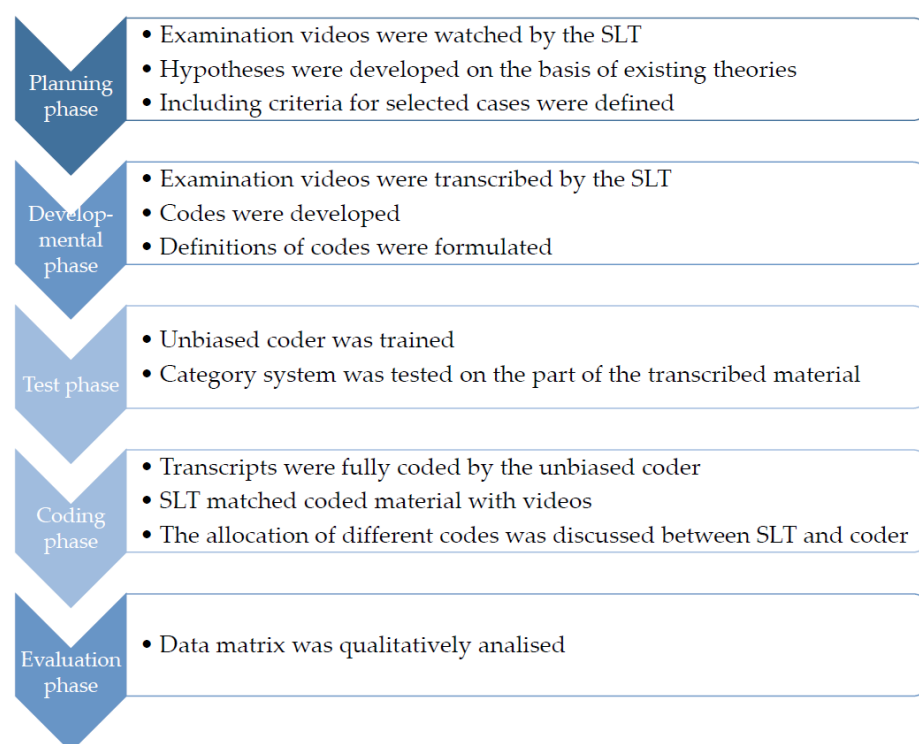 Planning
phase
• Examination videos were watched by the SLT
• Hypotheses were developed on the basis of existing theories
• Including criteria for selected cases were defined
Develop-
mental
phase
• Examination videos were transcribed by the SLT
• Codes were developed
• Definitions of codes were formulated
Test phase
• Unbiased coder was trained
• Category system was tested on the part of the transcribed material
Coding
phase
• Transcripts were fully coded by the unbiased coder
• SLT matched coded material with videos
• The allocation of different codes was discussed between SLT and coder
Evaluation
phase
• Data matrix was qualitatively analised